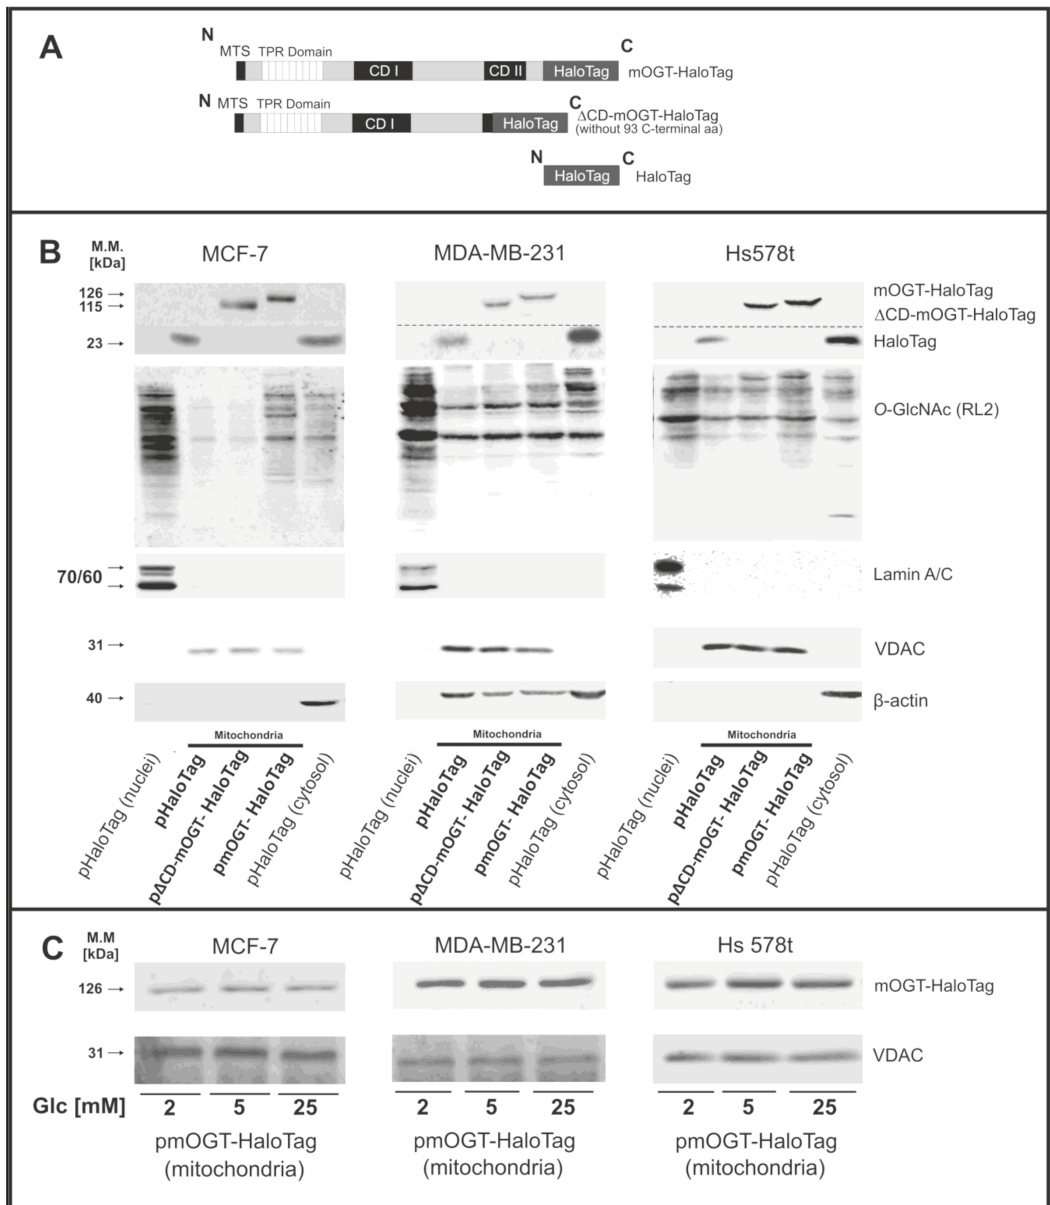 A
N
MTS TPR Domain
C
CD I CD II HaloTag mOGT-HaloTag
N MTS TPR Domain
C
CD I HaloTag ΔCD-mOGT-HaloTag
(without 93 C-terminal aa)
N C
HaloTag HaloTag
B M.M. [kDa] MCF-7 MDA-MB-231 Hs578t
126 → mOGT-HaloTag
115 → ΔCD-mOGT-HaloTag
23 → HaloTag
O-GlcNAc (RL2)
70/60 → → Lamin A/C
31 → VDAC
40 → β-actin
Mitochondria Mitochondria Mitochondria
pHaloTag (nuclei) pHaloTag pΔCD-mOGT- HaloTag pmOGT- HaloTag pHaloTag (cytosol)
pHaloTag (nuclei) pHaloTag pΔCD-mOGT- HaloTag pmOGT- HaloTag pHaloTag (cytosol)
pHaloTag (nuclei) pHaloTag pΔCD-mOGT- HaloTag pmOGT- HaloTag pHaloTag (cytosol)
C M.M [kDa] MCF-7 MDA-MB-231 Hs 578t
126 → mOGT-HaloTag
31 → VDAC
Glc [mM] 2 5 25 2 5 25 2 5 25
pmOGT-HaloTag pmOGT-HaloTag pmOGT-HaloTag
(mitochondria) (mitochondria) (mitochondria)